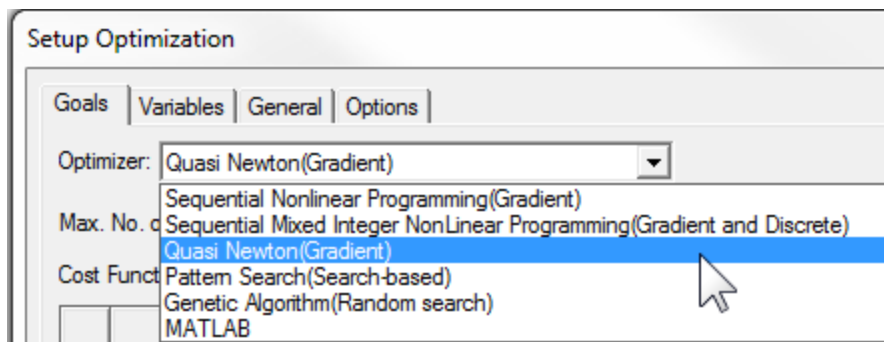 Setup Optimization
Goals Variables General Options
Optimizer: Quasi Newton(Gradient)
Sequential Nonlinear Programming(Gradient)
Max. No. Sequential Mixed Integer NonLinear Programming(Gradient and Discrete)
Quasi Newton(Gradient)
Cost Pattern Search(Search-based)
Genetic Algorithm(Random search)
MATLAB